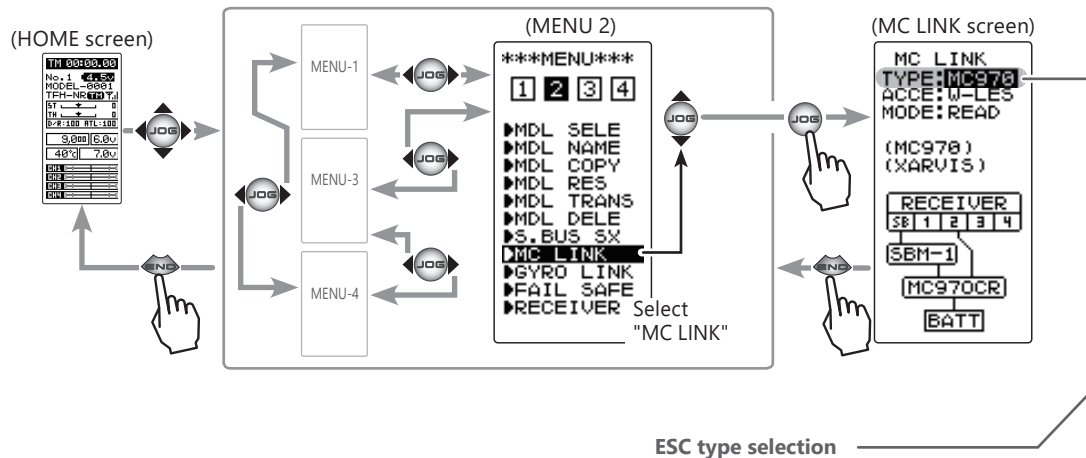 (HOME screen)
TM 00:00.00
No.1 4.5v
MODEL-0001
TFH-NR TM
ST 0
TH 0
D/R:100 ATL:100
9,000 6.0v
40℃ 7.0v
CH1
CH2
CH3
CH4
JOG
END
MENU-1
MENU-3
MENU-4
JOG
JOG
JOG
JOG
(MENU 2)
***MENU***
1 2 3 4
MDL SELE
MDL NAME
MDL COPY
MDL RES
MDL TRANS
MDL DELE
S.BUS SX
MC LINK
GYRO LINK
FAIL SAFE
RECEIVER
Select
"MC LINK"
JOG
JOG
END
(MC LINK screen)
MC LINK
TYPE:MC970
ACCE:W-LES
MODE:READ
(MC970)
(XARVIS)
RECEIVER
SB 1 2 3 4
SBM-1
MC970CR
BATT
ESC type selection